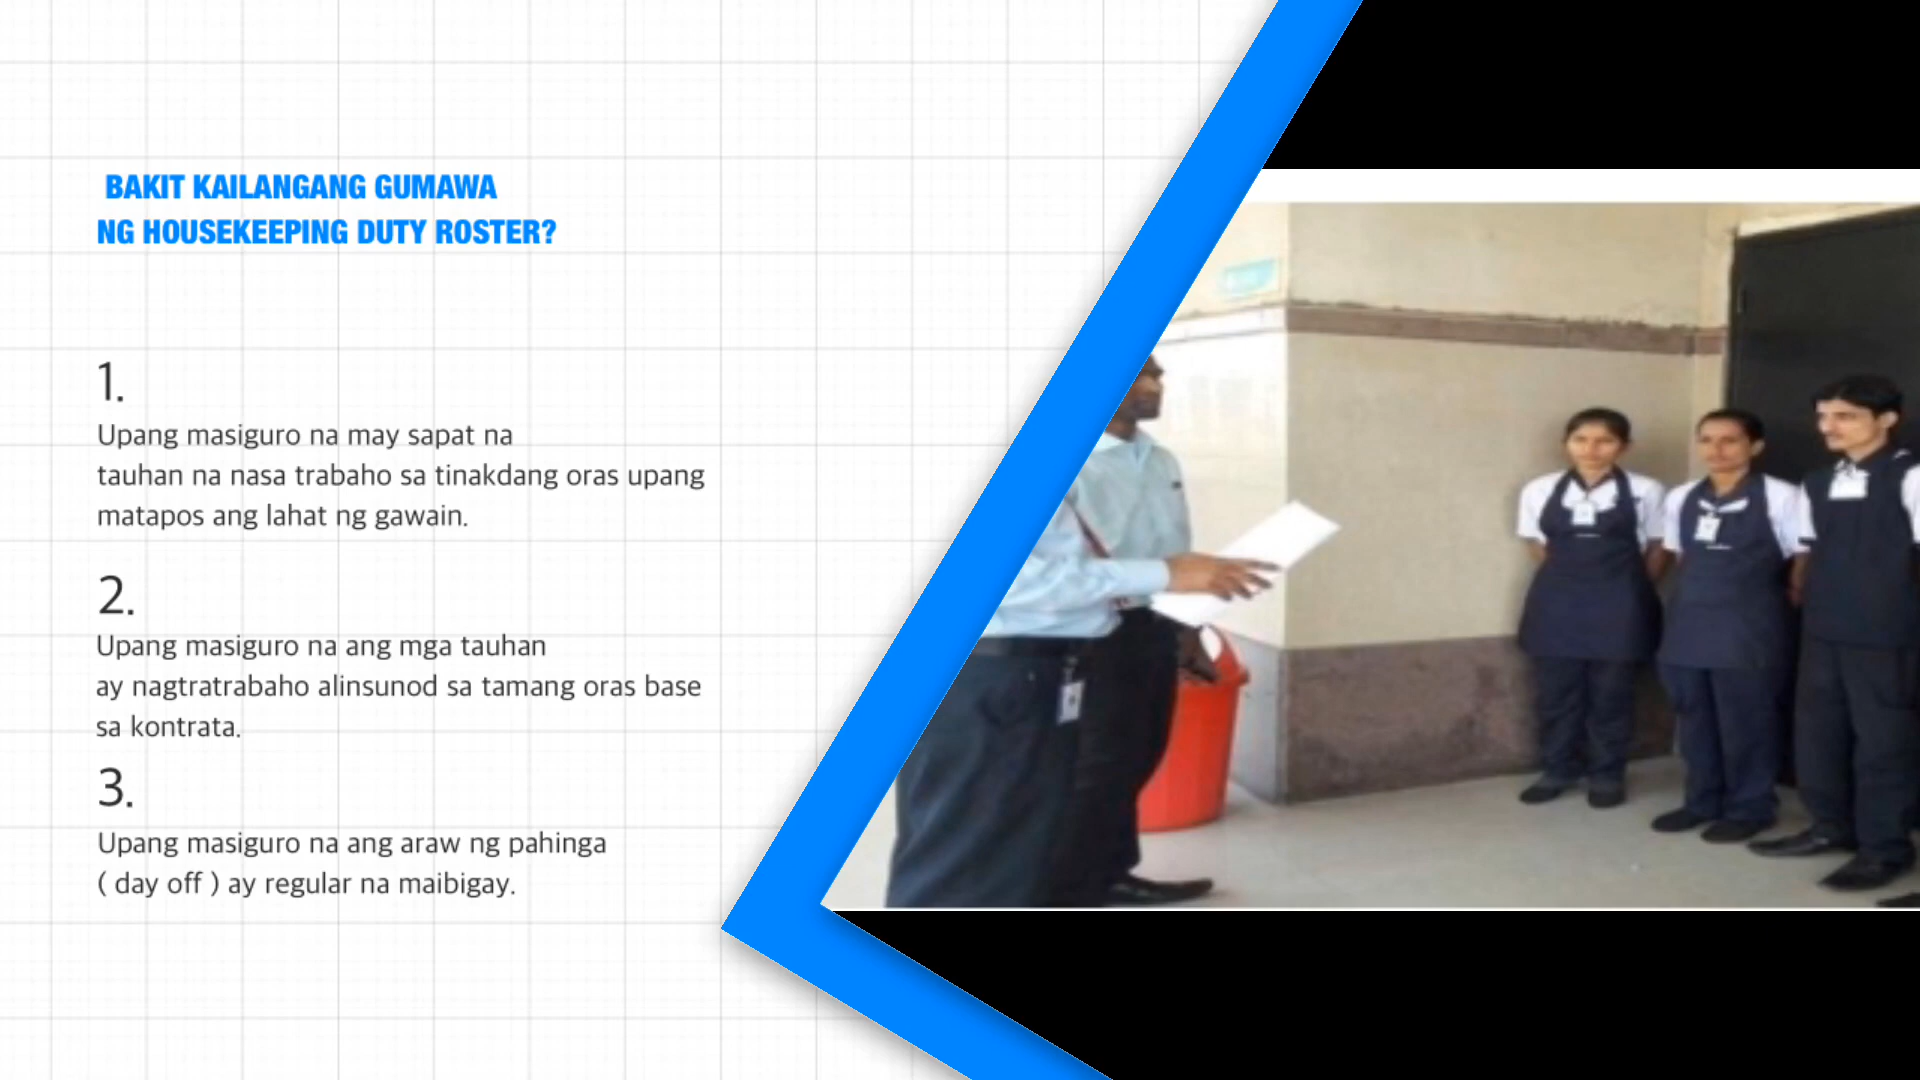 BAKIT KAILANGANG GUMAWA
NG HOUSEKEEPING DUTY ROSTER?
1.
Upang masiguro na may sapat na
tauhan na nasa trabaho sa tinakdang oras upang
matapos ang lahat ng gawain.
2.
Upang masiguro na ang mga tauhan
ay nagtratrabaho alinsunod sa tamang oras base
sa kontrata.
3.
Upang masiguro na ang araw ng pahinga
( day off ) ay regular na maibigay.